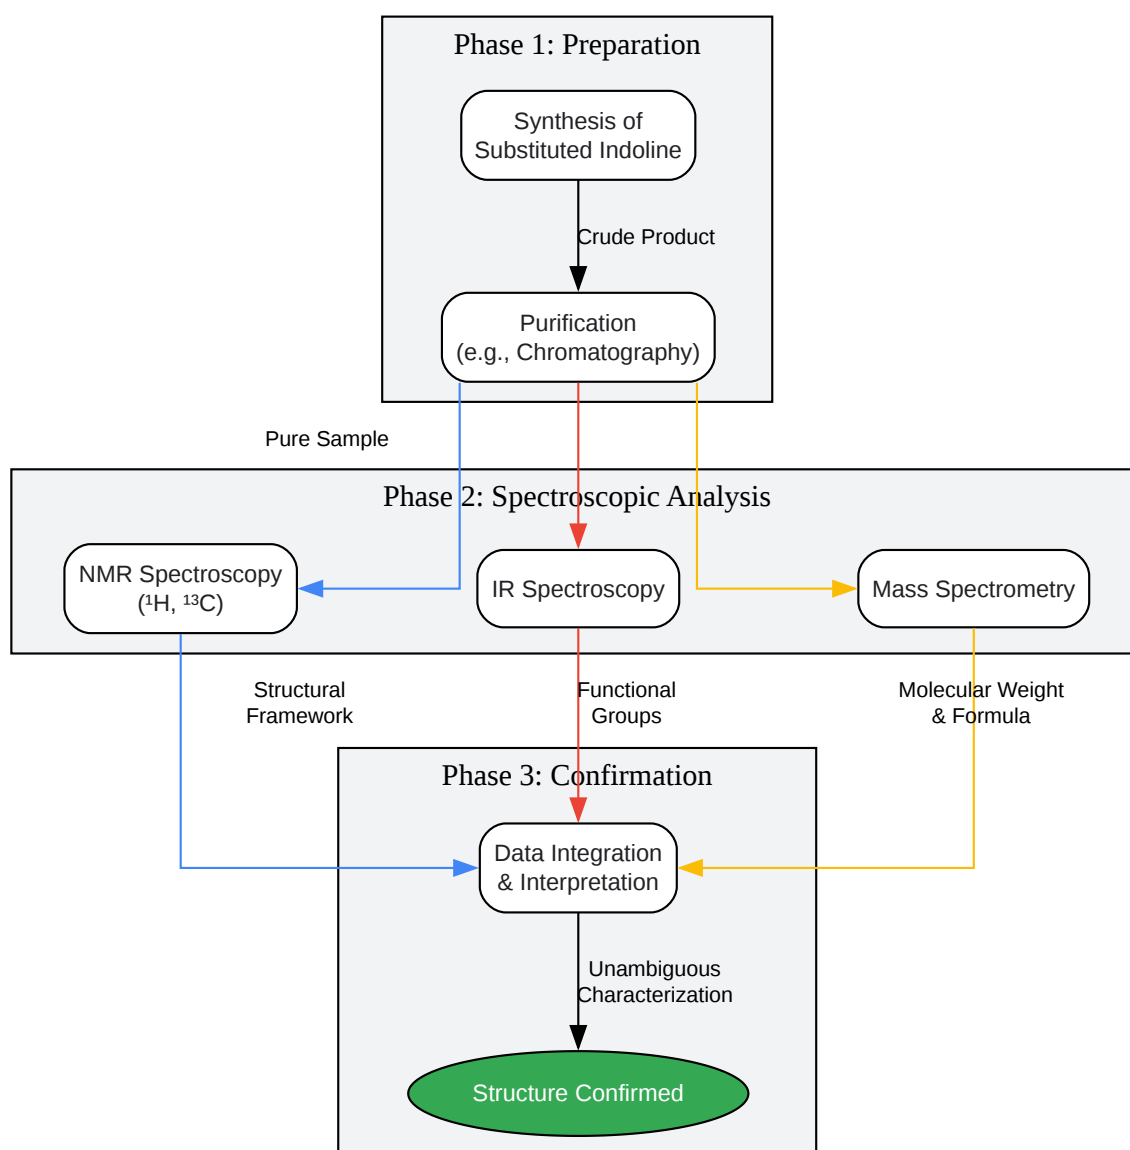 Phase 1: Preparation
Synthesis of
Substituted Indoline
Crude Product
Purification
(e.g., Chromatography)
Pure Sample
Phase 2: Spectroscopic Analysis
NMR Spectroscopy
(¹H, ¹³C)
IR Spectroscopy
Mass Spectrometry
Structural
Framework
Functional
Groups
Molecular Weight
& Formula
Phase 3: Confirmation
Data Integration
& Interpretation
Unambiguous
Characterization
Structure Confirmed